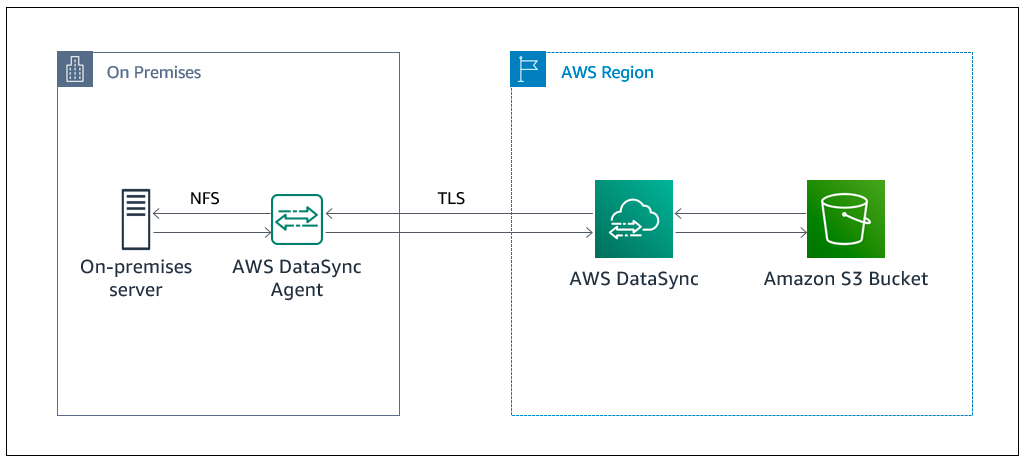 On Premises
AWS Region
NFS
TLS
On-premises
server
AWS DataSync
Agent
AWS DataSync
Amazon S3 Bucket